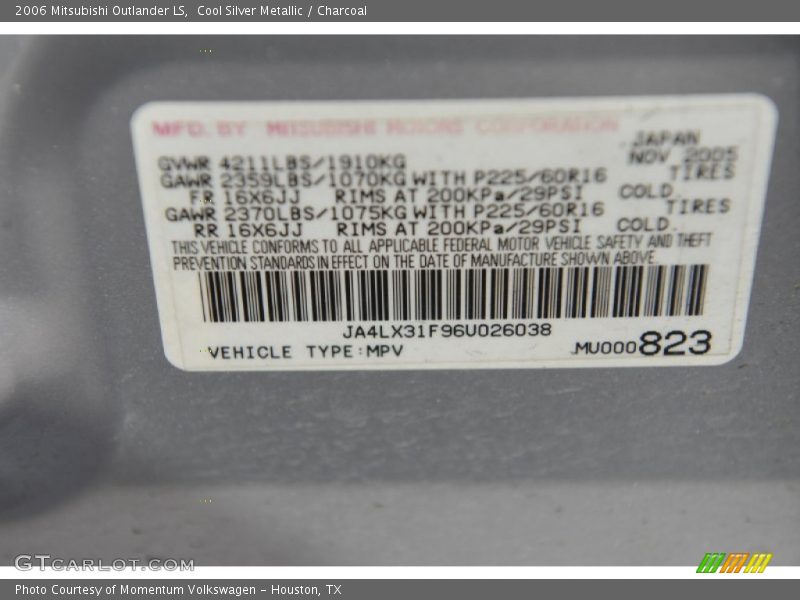 2006 Mitsubishi Outlander LS,  Cool Silver Metallic / Charcoal
MFD. BY  MITSUBISHI MOTORS CORPORATION
JAPAN
GVWR 4211LBS/1910KG  NOV 2005
GAWR 2359LBS/1070KG WITH P225/60R16  TIRES
FR 16X6JJ  RIMS AT 200KPa/29PSI  COLD.
GAWR 2370LBS/1075KG WITH P225/60R16  TIRES
RR 16X6JJ  RIMS AT 200KPa/29PSI  COLD.
THIS VEHICLE CONFORMS TO ALL APPLICABLE FEDERAL MOTOR VEHICLE SAFETY AND THEFT
PREVENTION STANDARDS IN EFFECT ON THE DATE OF MANUFACTURE SHOWN ABOVE.
JA4LX31F96U026038
VEHICLE TYPE:MPV  MU000823
GTCARLOT.COM
Photo Courtesy of Momentum Volkswagen - Houston, TX